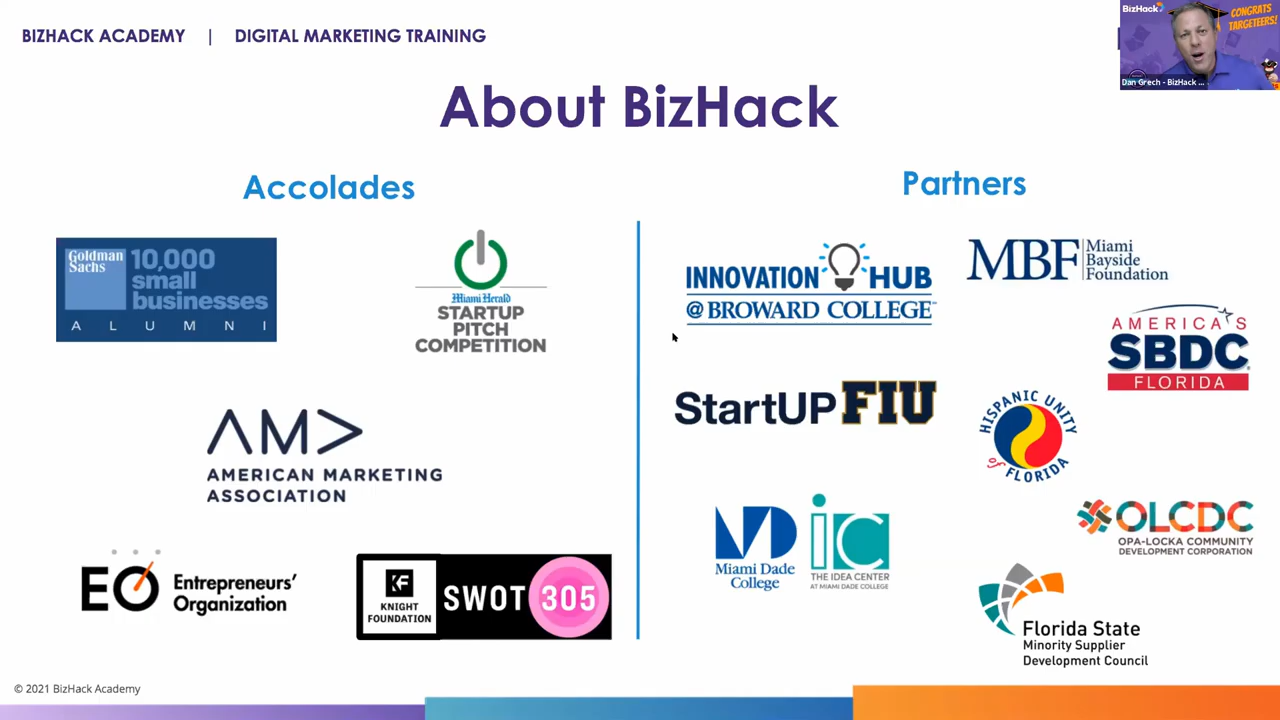 BIZHACK ACADEMY | DIGITAL MARKETING TRAINING
BizHack
CONGRATS
TARGETEERS!
Dan Grech - BizHack ...
About BizHack
Accolades
Goldman
Sachs
10,000
small
businesses
ALUMNI
Miami Herald
STARTUP
PITCH
COMPETITION
AMA
AMERICAN MARKETING
ASSOCIATION
EO Entrepreneurs'
Organization
KF
KNIGHT
FOUNDATION
SWOT 305
Partners
INNOVATION HUB
@ BROWARD COLLEGE
MBF Miami
Bayside
Foundation
AMERICA'S
SBDC
FLORIDA
StartUP FIU
HISPANIC UNITY
of FLORIDA
MD
Miami Dade
College
ic
THE IDEA CENTER
AT MIAMI DADE COLLEGE
OLCDC
OPA-LOCKA COMMUNITY
DEVELOPMENT CORPORATION
Florida State
Minority Supplier
Development Council
© 2021 BizHack Academy